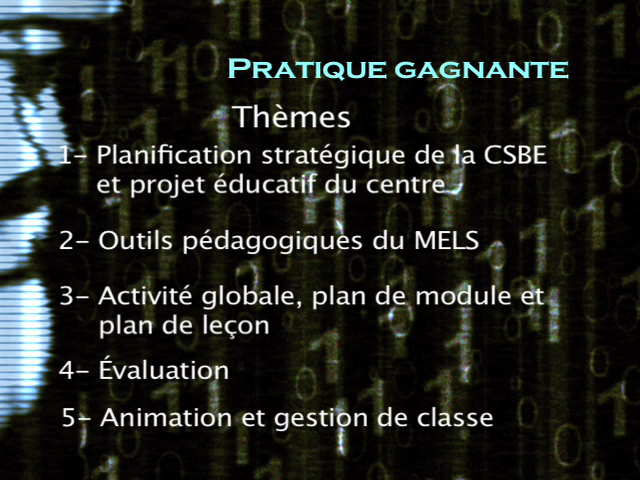 PRATIQUE GAGNANTE
Thèmes
1- Planification stratégique de la CSBE
et projet éducatif du centre
2- Outils pédagogiques du MELS
3- Activité globale, plan de module et
plan de leçon
4- Évaluation
5- Animation et gestion de classe